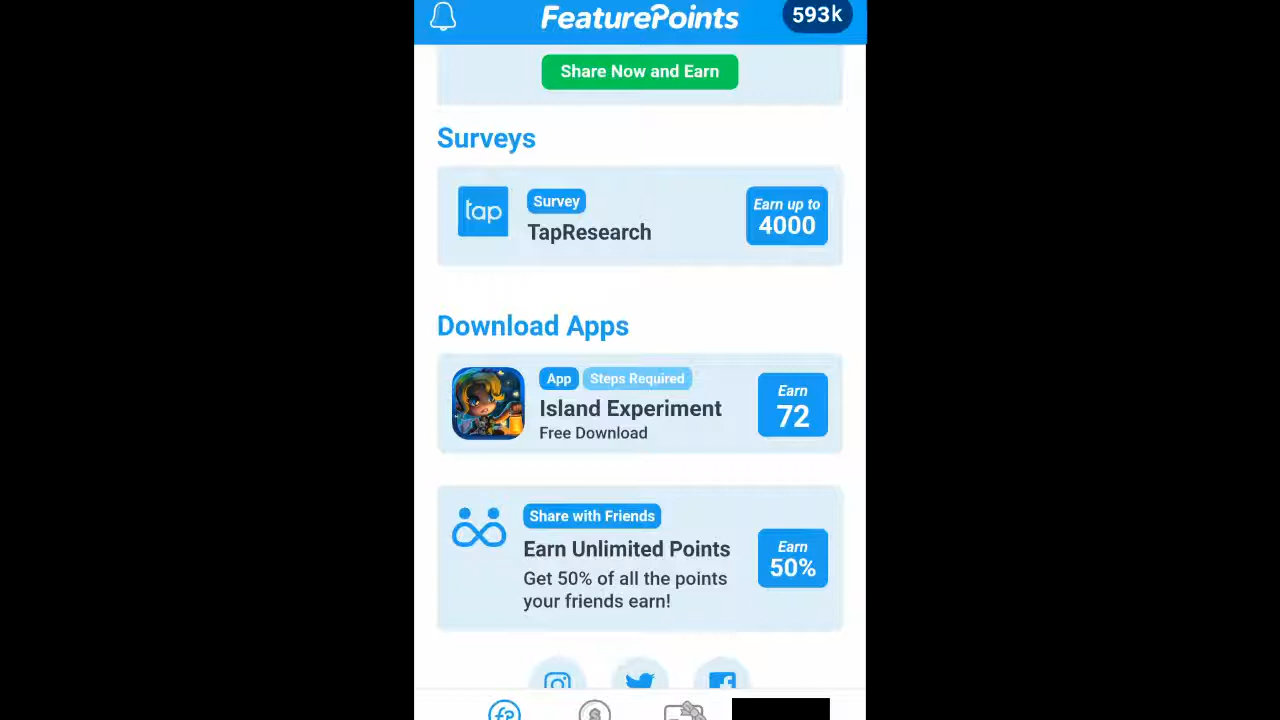 FeaturePoints
593k
Share Now and Earn
Surveys
tap
Survey
TapResearch
Earn up to
4000
Download Apps
App
Steps Required
Island Experiment
Free Download
Earn
72
Share with Friends
Earn Unlimited Points
Get 50% of all the points
your friends earn!
Earn
50%
fp